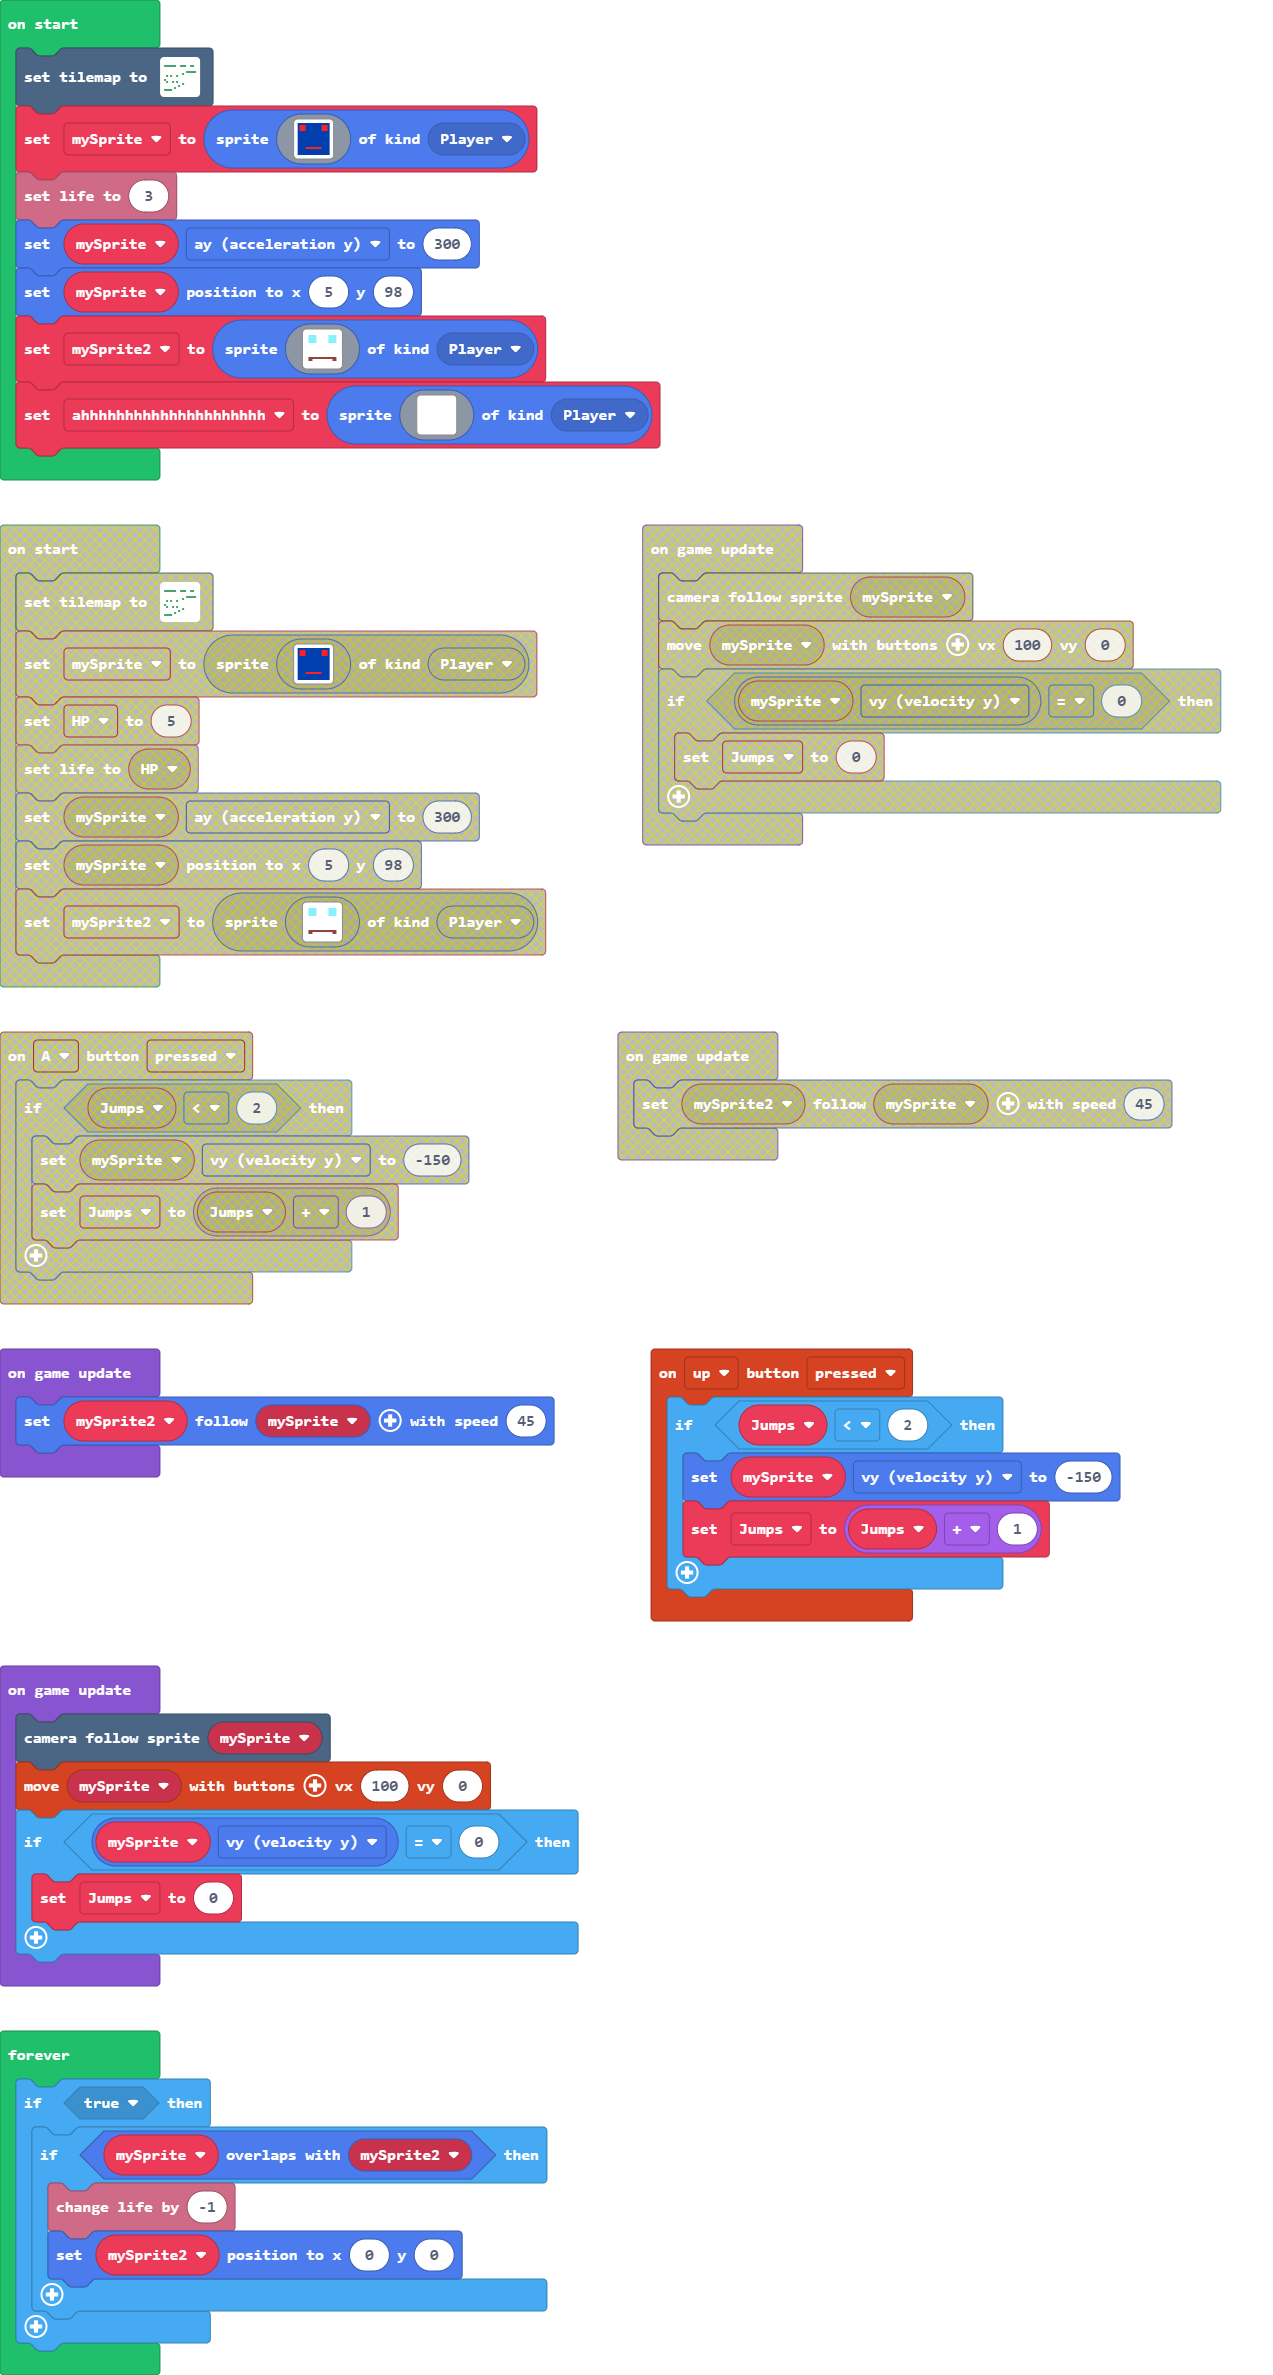 on start
set tilemap to
set mySprite to sprite of kind Player
set life to 3
set mySprite ay (acceleration y) to 300
set mySprite position to x 5 y 98
set mySprite2 to sprite of kind Player
set ahhhhhhhhhhhhhhhhhhhhh to sprite of kind Player
on start
set tilemap to
set mySprite to sprite of kind Player
set HP to 5
set life to HP
set mySprite ay (acceleration y) to 300
set mySprite position to x 5 y 98
set mySprite2 to sprite of kind Player
on game update
camera follow sprite mySprite
move mySprite with buttons vx 100 vy 0
if mySprite vy (velocity y) = 0 then
set Jumps to 0
on A button pressed
if Jumps < 2 then
set mySprite vy (velocity y) to -150
set Jumps to Jumps + 1
on game update
set mySprite2 follow mySprite with speed 45
on game update
set mySprite2 follow mySprite with speed 45
on up button pressed
if Jumps < 2 then
set mySprite vy (velocity y) to -150
set Jumps to Jumps + 1
on game update
camera follow sprite mySprite
move mySprite with buttons vx 100 vy 0
if mySprite vy (velocity y) = 0 then
set Jumps to 0
forever
if true then
if mySprite overlaps with mySprite2 then
change life by -1
set mySprite2 position to x 0 y 0